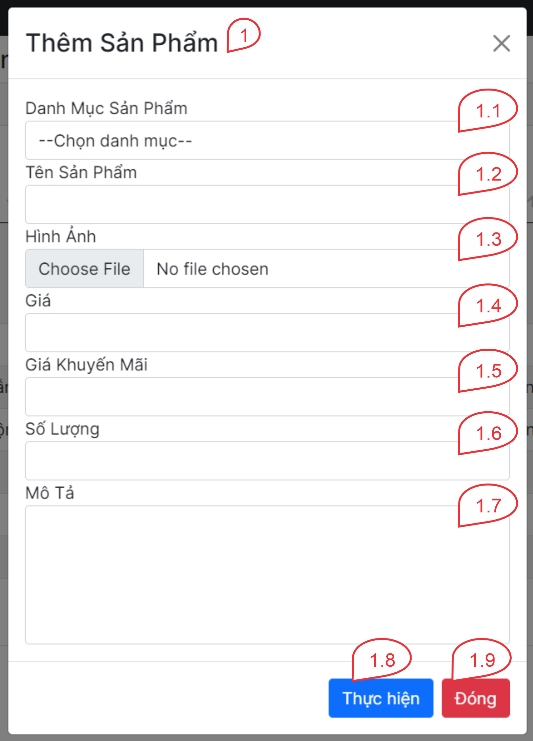 Thêm Sản Phẩm 1
Danh Mục Sản Phẩm 1.1
--Chọn danh mục--
Tên Sản Phẩm 1.2
Hình Ảnh 1.3
Choose File No file chosen
Giá 1.4
Giá Khuyến Mãi 1.5
Số Lượng 1.6
Mô Tả 1.7
1.8 1.9
Thực hiện Đóng